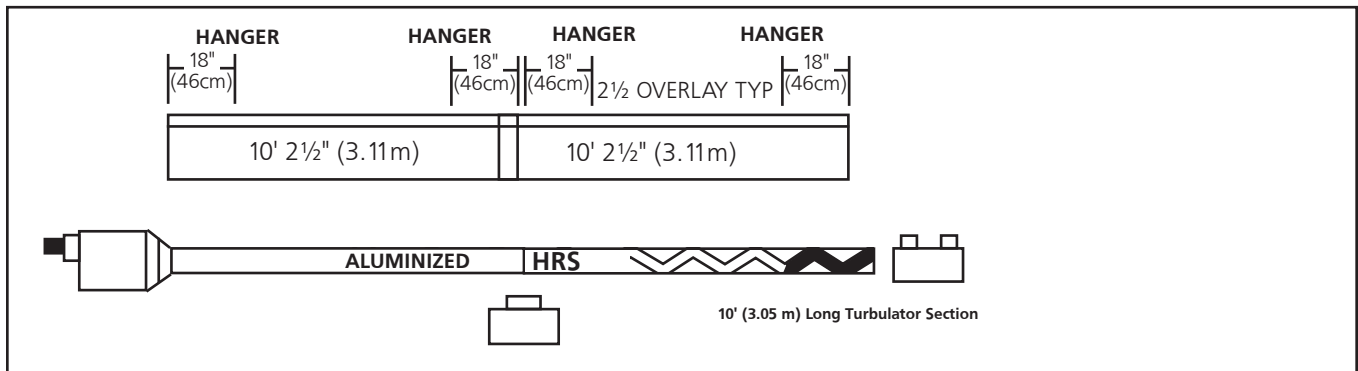 HANGER HANGER HANGER HANGER
18" 18" 18" 18"
(46cm) (46cm) (46cm) 2½ OVERLAY TYP (46cm)
10' 2½" (3.11m) 10' 2½" (3.11m)
ALUMINIZED HRS
10' (3.05 m) Long Turbulator Section